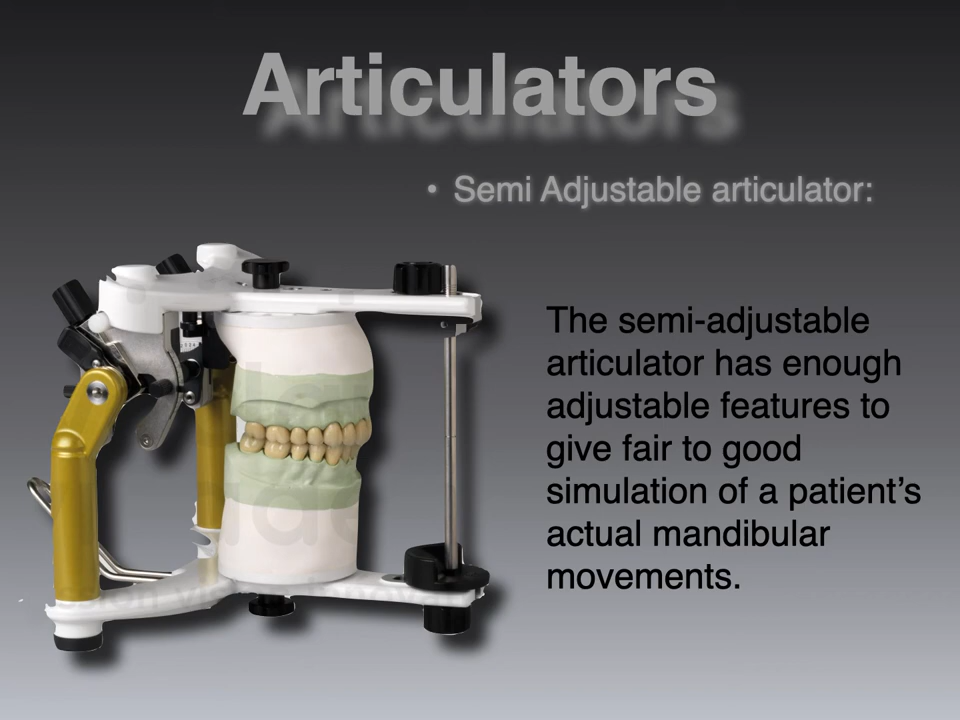 Articulators
• Semi Adjustable articulator:
The semi-adjustable
articulator has enough
adjustable features to
give fair to good
simulation of a patient's
actual mandibular
movements.